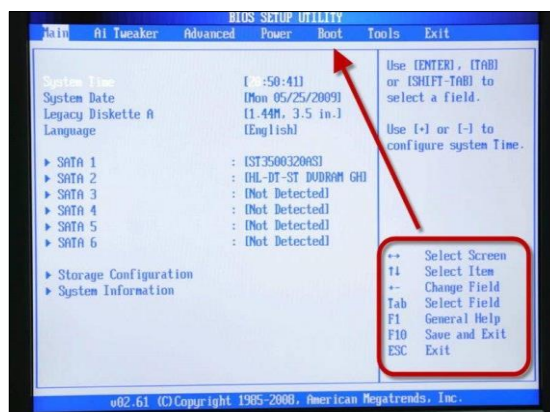 BIOS SETUP UTILITY
Main Ai Tweaker Advanced Power Boot Tools Exit
System Time [ :50:41]
System Date [Mon 05/25/2009]
Legacy Diskette A [1.44M, 3.5 in.]
Language [English]
▶ SATA 1 : [ST3500320AS]
▶ SATA 2 : [HL-DT-ST DVDRAM GH]
▶ SATA 3 : [Not Detected]
▶ SATA 4 : [Not Detected]
▶ SATA 5 : [Not Detected]
▶ SATA 6 : [Not Detected]
▶ Storage Configuration
▶ System Information
Use [ENTER], [TAB]
or [SHIFT-TAB] to
select a field.
Use [+] or [-] to
configure system Time.
↔ Select Screen
↑↓ Select Item
+- Change Field
Tab Select Field
F1 General Help
F10 Save and Exit
ESC Exit
v02.61 (C)Copyright 1985-2008, American Megatrends, Inc.